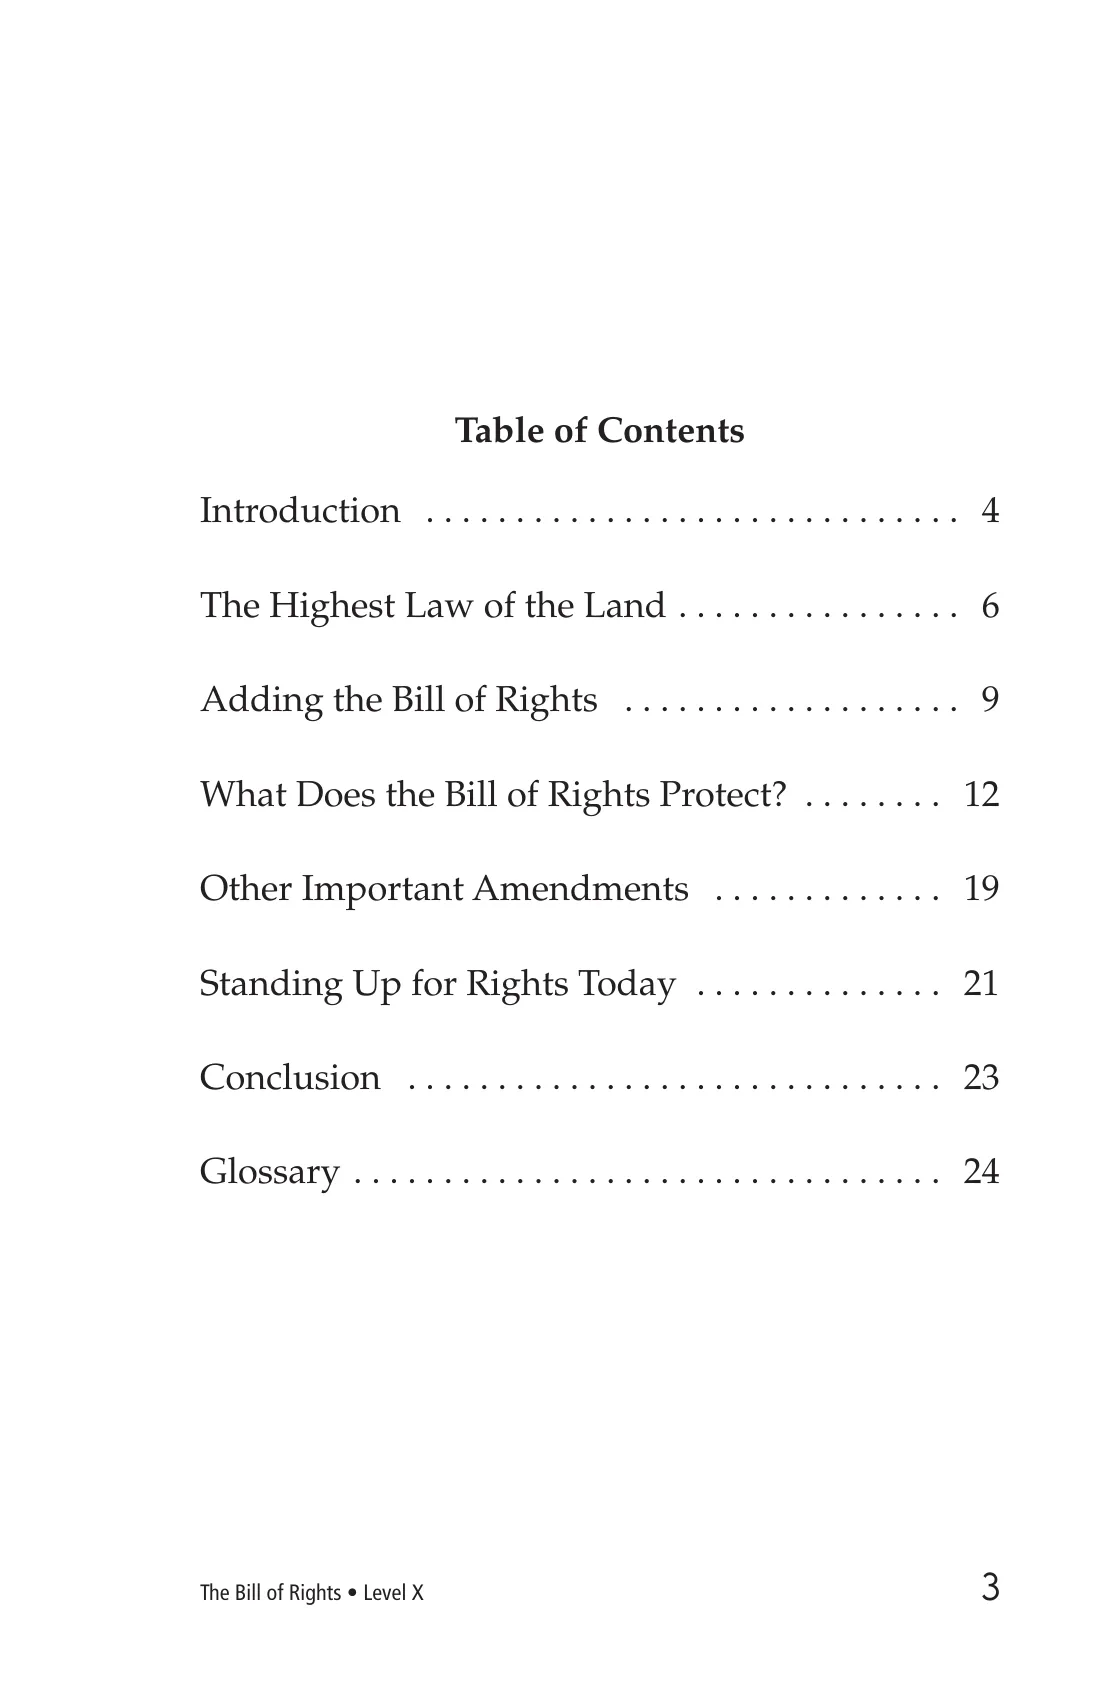 Table of Contents
Introduction . . . . . . . . . . . . . . . . . . . . . . . . . . . . . . 4
The Highest Law of the Land . . . . . . . . . . . . . . . . 6
Adding the Bill of Rights . . . . . . . . . . . . . . . . . . . 9
What Does the Bill of Rights Protect? . . . . . . . . 12
Other Important Amendments . . . . . . . . . . . . . 19
Standing Up for Rights Today . . . . . . . . . . . . . . 21
Conclusion . . . . . . . . . . . . . . . . . . . . . . . . . . . . . . 23
Glossary . . . . . . . . . . . . . . . . . . . . . . . . . . . . . . . . . 24
The Bill of Rights • Level X 3